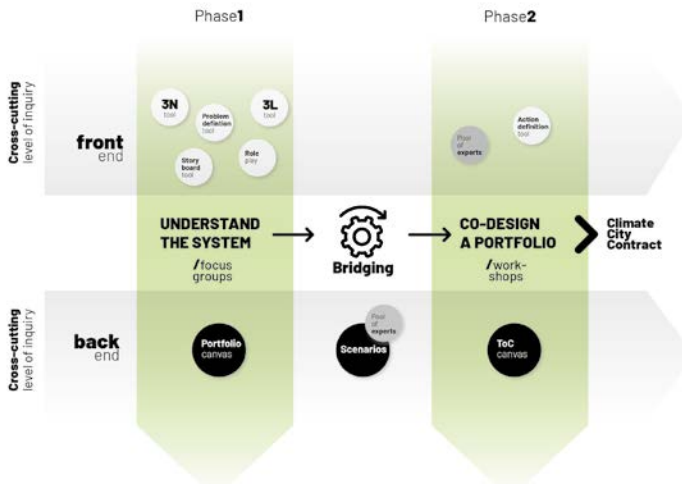 Phase1
Phase2
Cross-cutting
level of inquiry
front
end
3N
tool
Problem
definition
tool
3L
tool
Story
board
tool
Role
play
Pool
of
experts
Action
definition
tool
UNDERSTAND
THE SYSTEM
/focus
groups
Bridging
CO-DESIGN
A PORTFOLIO
/work-
shops
Climate
City
Contract
Cross-cutting
level of inquiry
back
end
Portfolio
canvas
Pool
of
experts
Scenarios
ToC
canvas